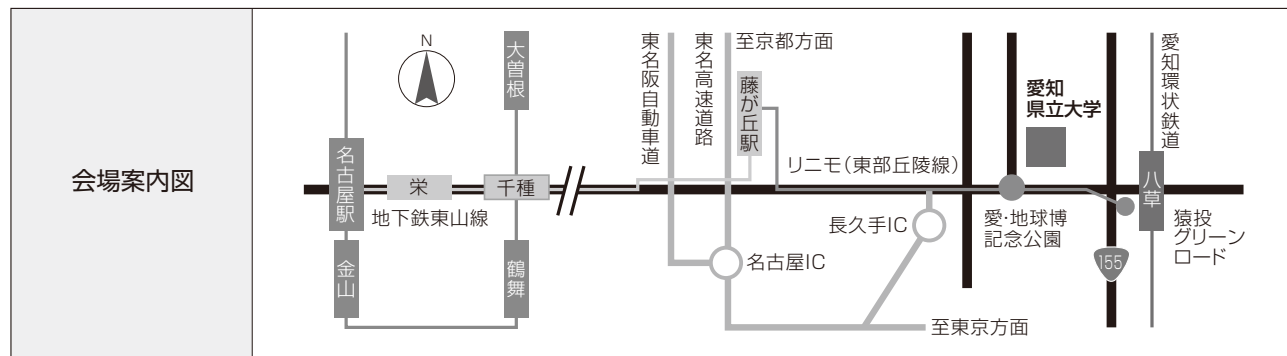 会場案内図
N
名古屋駅
金山
栄
地下鉄東山線
大曽根
千種
鶴舞
東名阪自動車道
東名高速道路
至京都方面
藤が丘駅
リニモ(東部丘陵線)
名古屋IC
長久手IC
至東京方面
愛・地球博
記念公園
愛知
県立大学
155
愛知環状鉄道
八草
猿投
グリーン
ロード